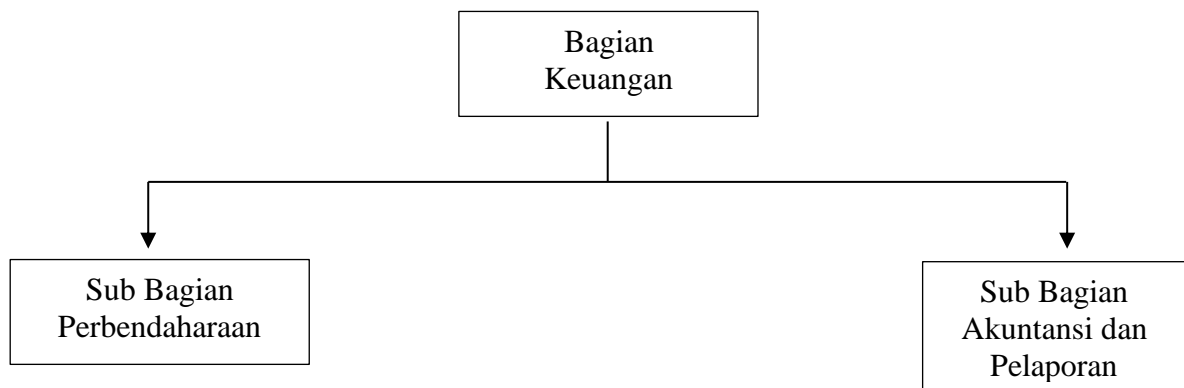 Bagian
Keuangan
Sub Bagian
Perbendaharaan
Sub Bagian
Akuntansi dan
Pelaporan